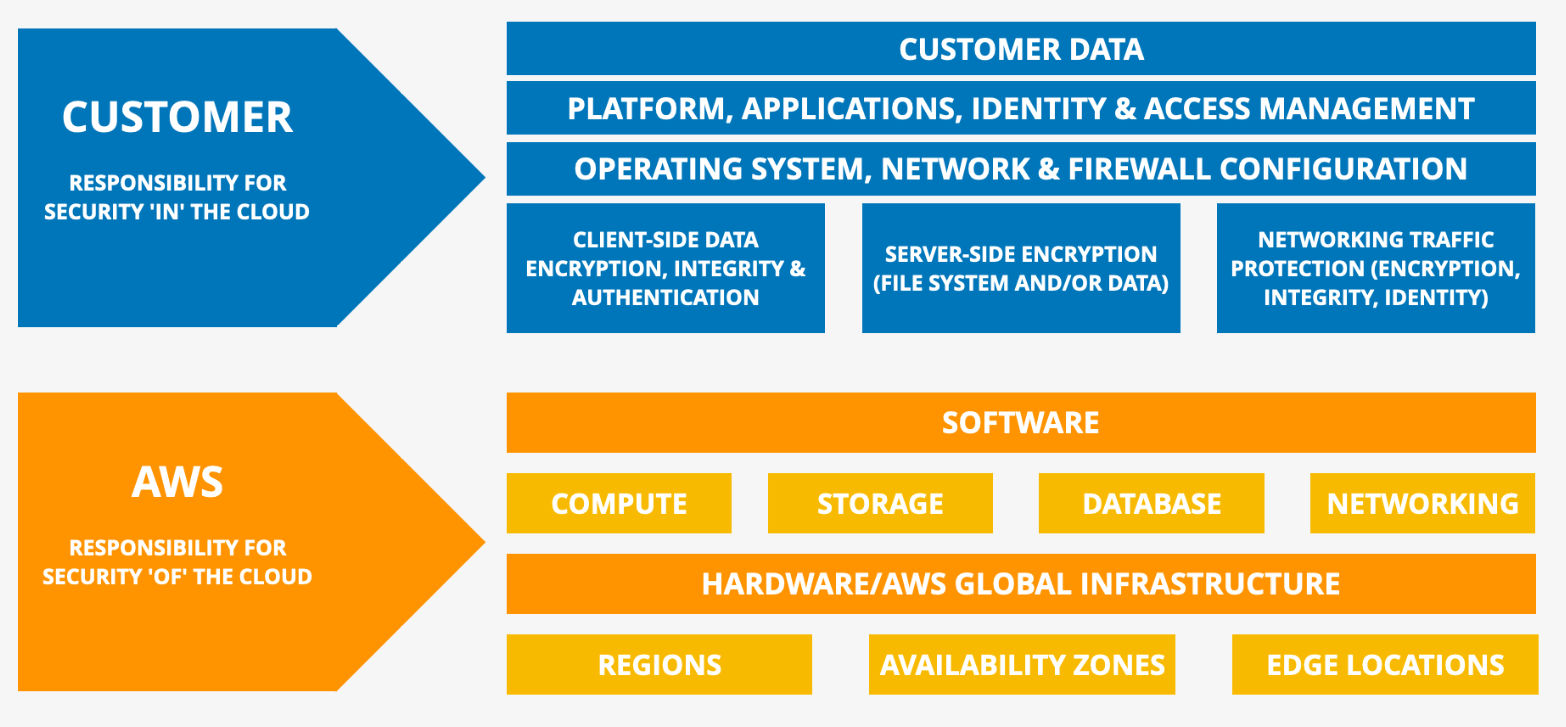 CUSTOMER
RESPONSIBILITY FOR
SECURITY 'IN' THE CLOUD
CUSTOMER DATA
PLATFORM, APPLICATIONS, IDENTITY & ACCESS MANAGEMENT
OPERATING SYSTEM, NETWORK & FIREWALL CONFIGURATION
CLIENT-SIDE DATA
ENCRYPTION, INTEGRITY &
AUTHENTICATION
SERVER-SIDE ENCRYPTION
(FILE SYSTEM AND/OR DATA)
NETWORKING TRAFFIC
PROTECTION (ENCRYPTION,
INTEGRITY, IDENTITY)
AWS
RESPONSIBILITY FOR
SECURITY 'OF' THE CLOUD
SOFTWARE
COMPUTE
STORAGE
DATABASE
NETWORKING
HARDWARE/AWS GLOBAL INFRASTRUCTURE
REGIONS
AVAILABILITY ZONES
EDGE LOCATIONS